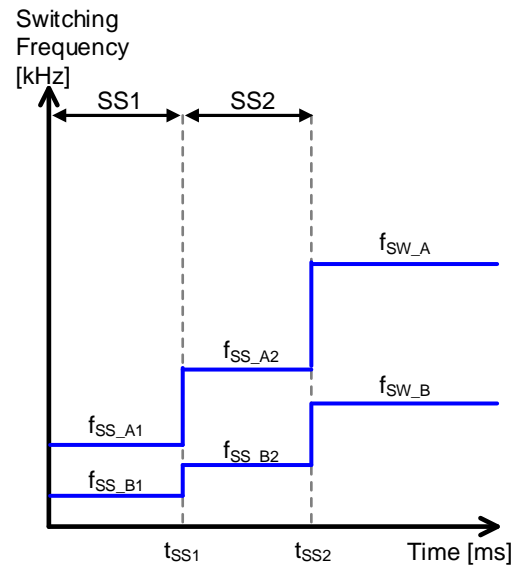 Switching
Frequency
[kHz]
SS1 SS2
fSW_A
fSS_A2
fSW_B
fSS_A1
fSS_B2
fSS_B1
tSS1 tSS2 Time [ms]